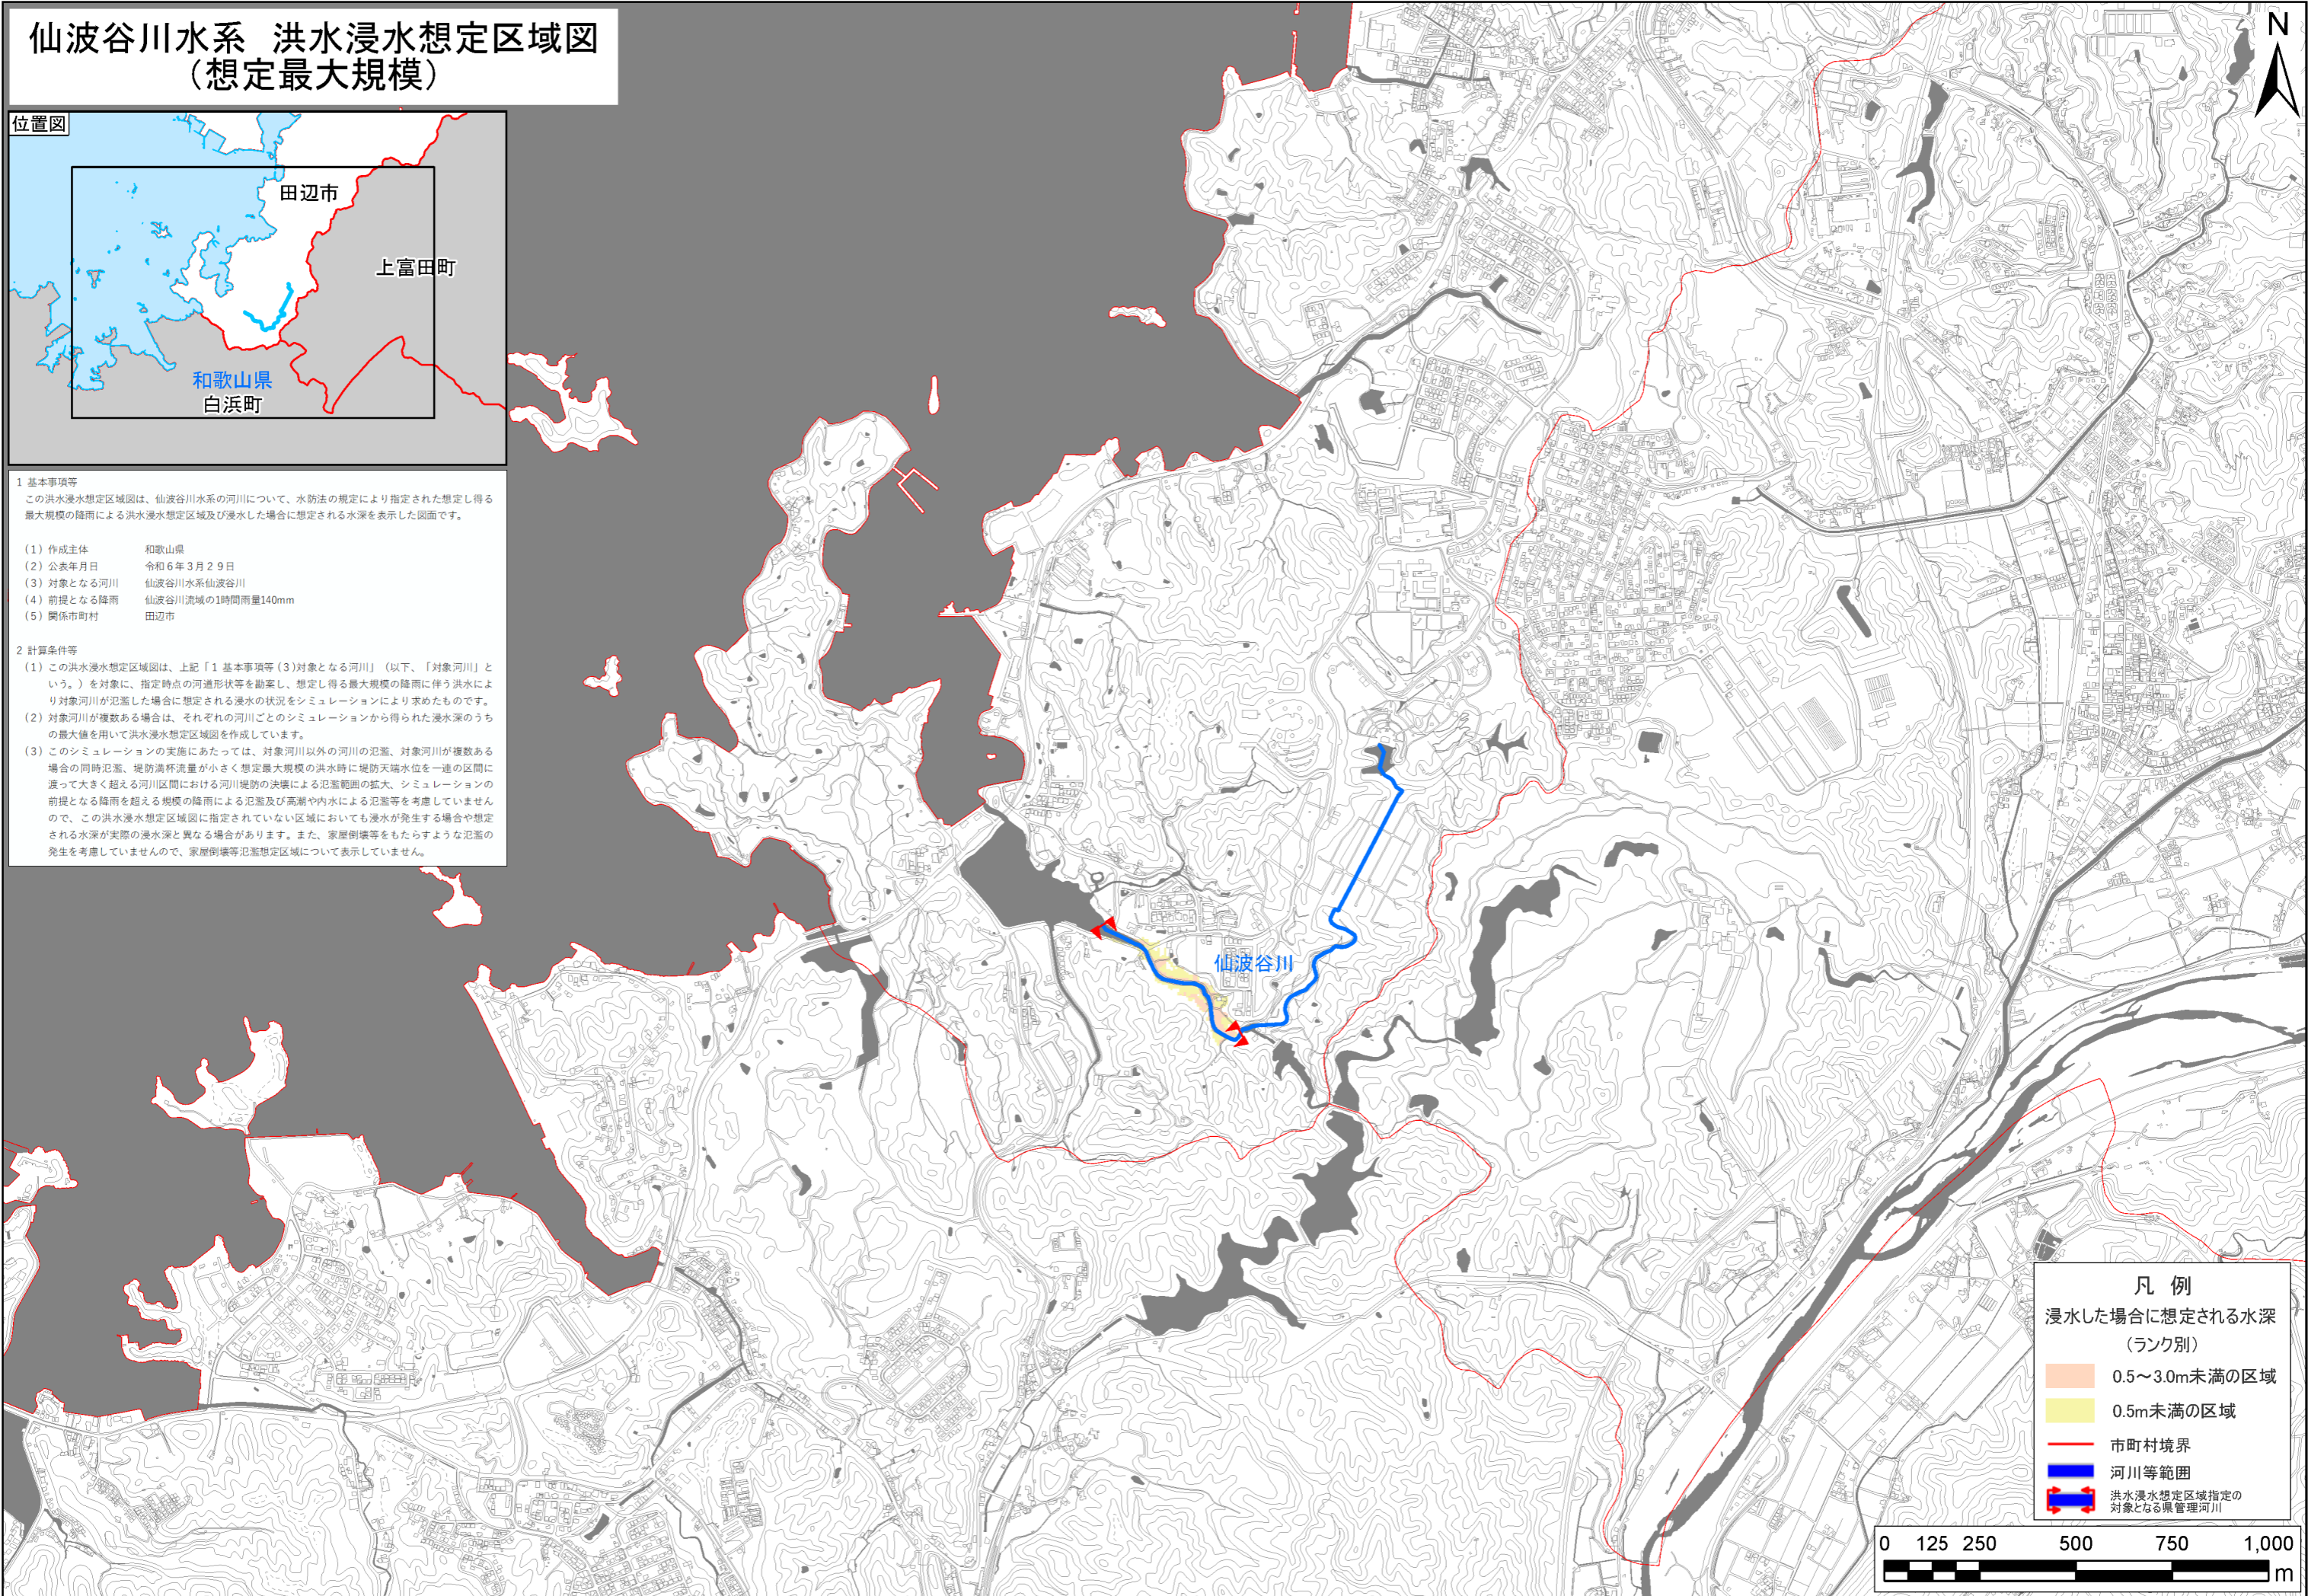 仙波谷川水系 洪水浸水想定区域図
（想定最大規模）
N
位置図
田辺市
上富田町
和歌山県
白浜町
1 基本事項等
この洪水浸水想定区域図は、仙波谷川水系の河川について、水防法の規定により指定された想定し得る
最大規模の降雨による洪水浸水想定区域及び浸水した場合に想定される水深を表示した図面です。
（1）作成主体 和歌山県
（2）公表年月日 令和６年３月２９日
（3）対象となる河川 仙波谷川水系仙波谷川
（4）前提となる降雨 仙波谷川流域の1時間雨量140mm
（5）関係市町村 田辺市
2 計算条件等
（1）この洪水浸水想定区域図は、上記「1 基本事項等（3）対象となる河川」（以下、「対象河川」と
いう。）を対象に、指定時点の河道形状等を勘案し、想定し得る最大規模の降雨に伴う洪水によ
り対象河川が氾濫した場合に想定される浸水の状況をシミュレーションにより求めたものです。
（2）対象河川が複数ある場合は、それぞれの河川ごとのシミュレーションから得られた浸水深のうち
の最大値を用いて洪水浸水想定区域図を作成しています。
（3）このシミュレーションの実施にあたっては、対象河川以外の河川の氾濫、対象河川が複数ある
場合の同時氾濫、堤防満杯流量が小さく想定最大規模の洪水時に堤防天端水位を一連の区間に
渡って大きく超える河川区間における河川堤防の決壊による氾濫範囲の拡大、シミュレーションの
前提となる降雨を超える規模の降雨による氾濫及び高潮や内水による氾濫等を考慮していません
ので、この洪水浸水想定区域図に指定されていない区域においても浸水が発生する場合や想定
される水深が実際の浸水深と異なる場合があります。また、家屋倒壊等をもたらすような氾濫の
発生を考慮していませんので、家屋倒壊等氾濫想定区域について表示していません。
仙波谷川
凡 例
浸水した場合に想定される水深
（ランク別）
0.5～3.0m未満の区域
0.5m未満の区域
市町村境界
河川等範囲
洪水浸水想定区域指定の
対象となる県管理河川
0 125 250 500 750 1,000
m